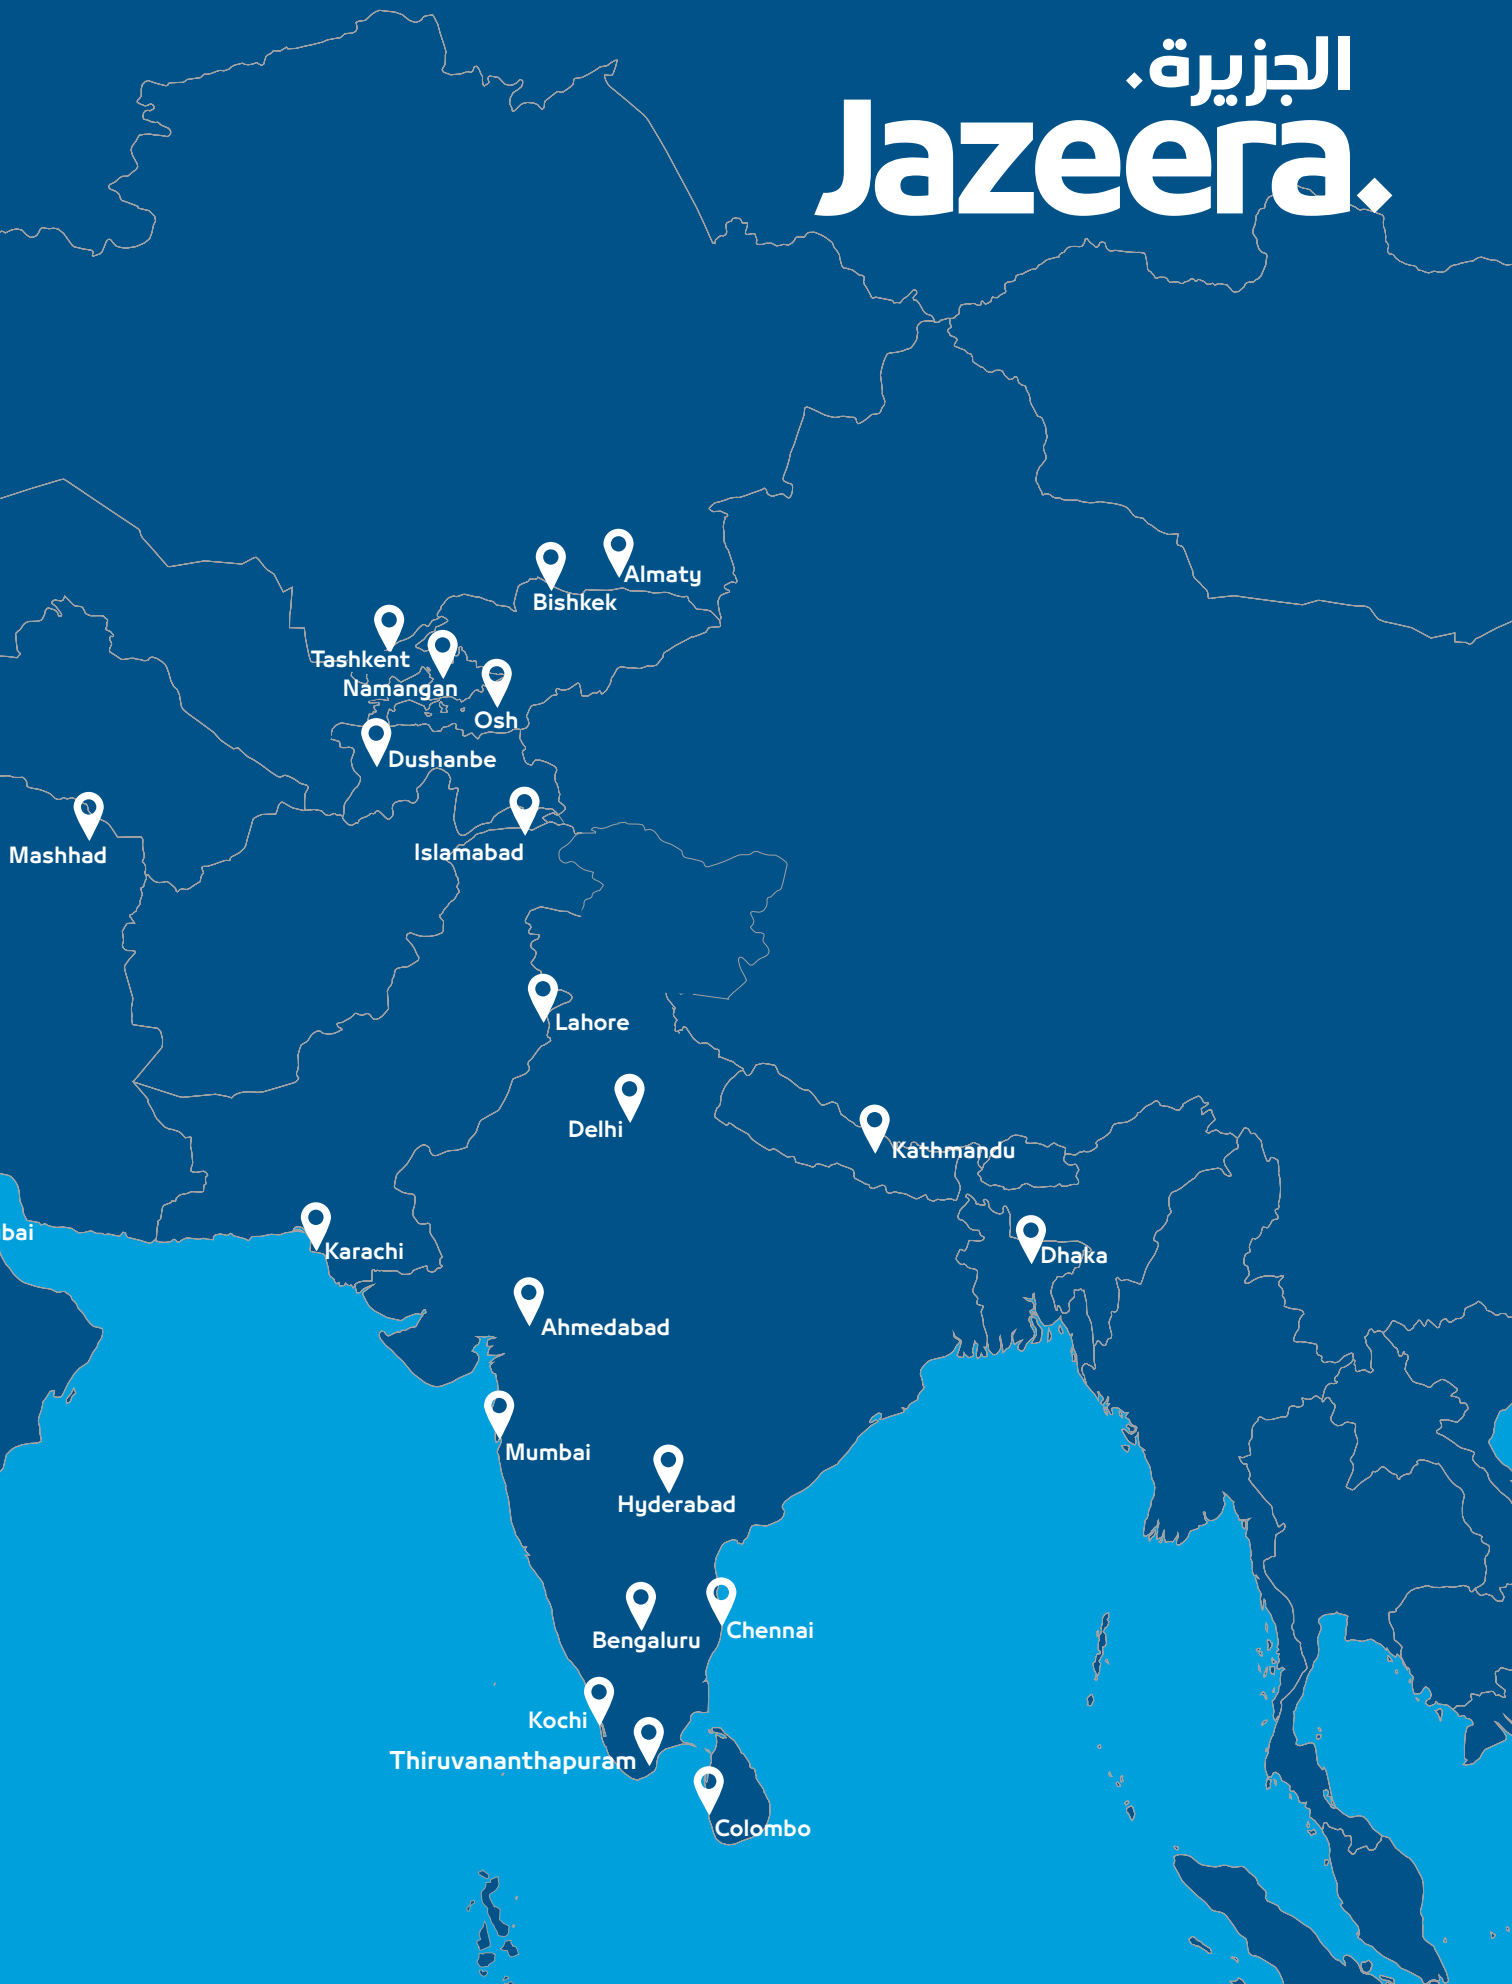 الجزيرة
Jazeera
Almaty
Bishkek
Tashkent
Namangan
Osh
Dushanbe
Islamabad
Mashhad
Lahore
Delhi
Kathmandu
bai
Karachi
Dhaka
Ahmedabad
Mumbai
Hyderabad
Chennai
Bengaluru
Kochi
Thiruvananthapuram
Colombo